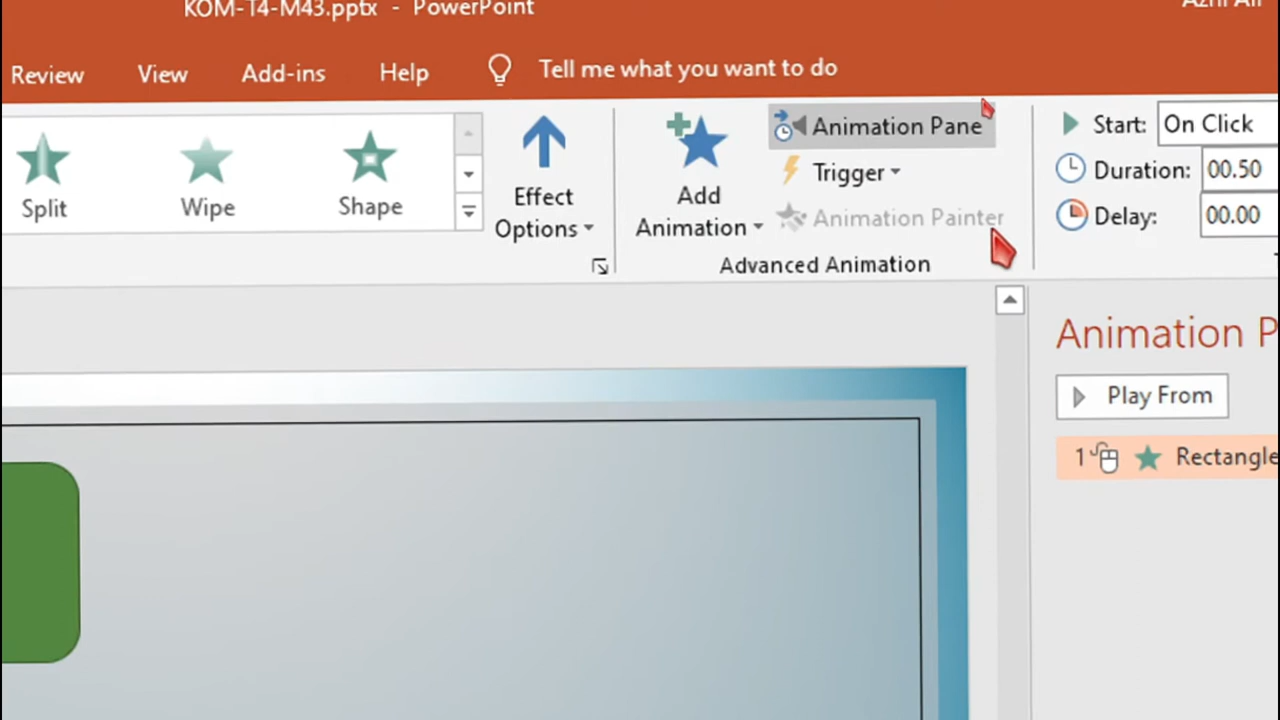 KOM-T4-M43.pptx - PowerPoint
Review View Add-ins Help Tell me what you want to do
Split Wipe Shape
Effect Options
Add Animation
Animation Pane
Trigger
Animation Painter
Advanced Animation
Start: On Click
Duration: 00.50
Delay: 00.00
Animation P
Play From
1 Rectangle